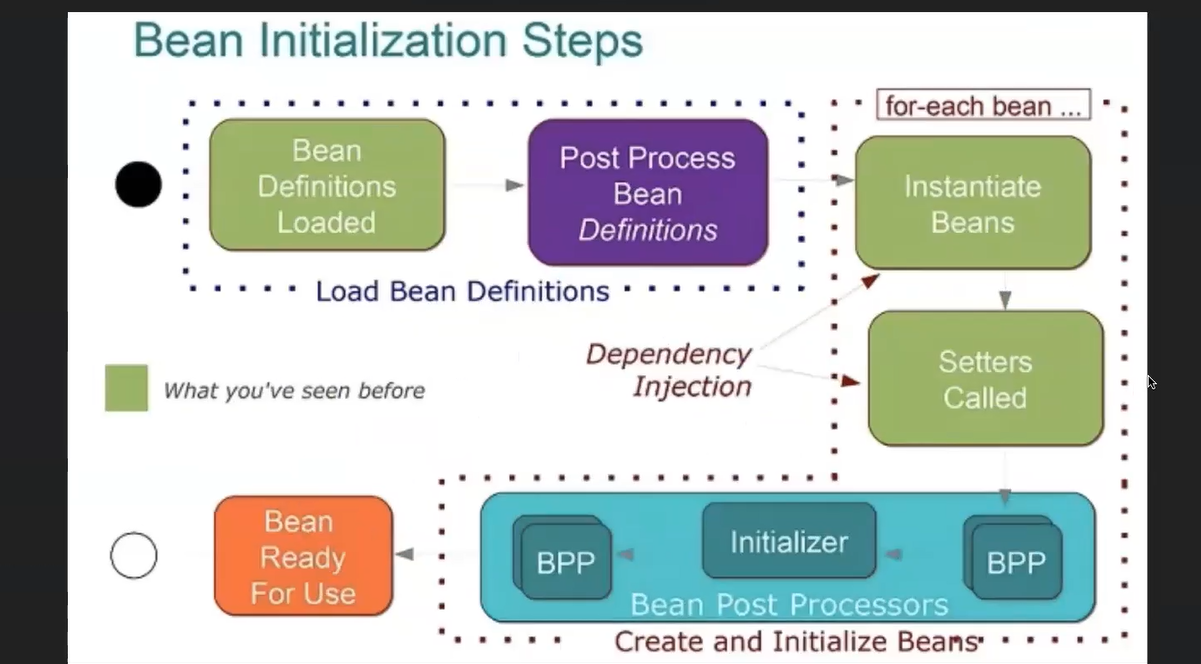 Bean Initialization Steps
for-each bean ...
Bean
Definitions
Loaded
Post Process
Bean
Definitions
Instantiate
Beans
Load Bean Definitions
Dependency
Injection
Setters
Called
What you've seen before
Bean
Ready
For Use
BPP
Initializer
BPP
Bean Post Processors
Create and Initialize Beans